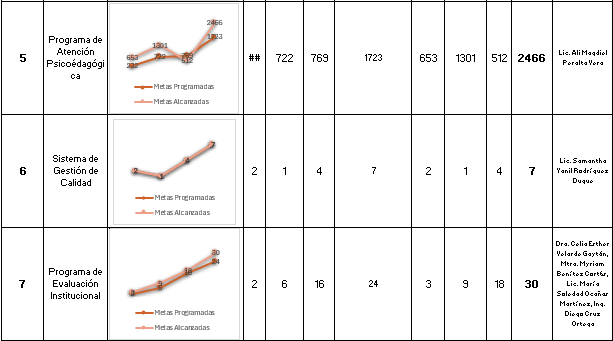 5
Programa de
Atención
Psicoédagógi
ca
2466
1723
1301
653
722
769
512
232
Metas Programadas
Metas Alcanzadas
## 722 769 1723 653 1301 512 2466
Lic. Ali Magdiel
Peralta Vera
6
Sistema de
Gestión de
Calidad
2
1
4
7
Metas Programadas
Metas Alcanzadas
2 1 4 7 2 1 4 7
Lic. Samantha
Yanil Rodríguez
Duque
7
Programa de
Evaluación
Institucional
30
24
18
9
3
Metas Programadas
Metas Alcanzadas
2 6 16 24 3 9 18 30
Dra. Celia Erther
Velarde Gaytán,
Mtra. Myriam
Benítez Cortés,
Lic. María
Soledad Ocañas
Martínez, Ing.
Diego Cruz
Ortega